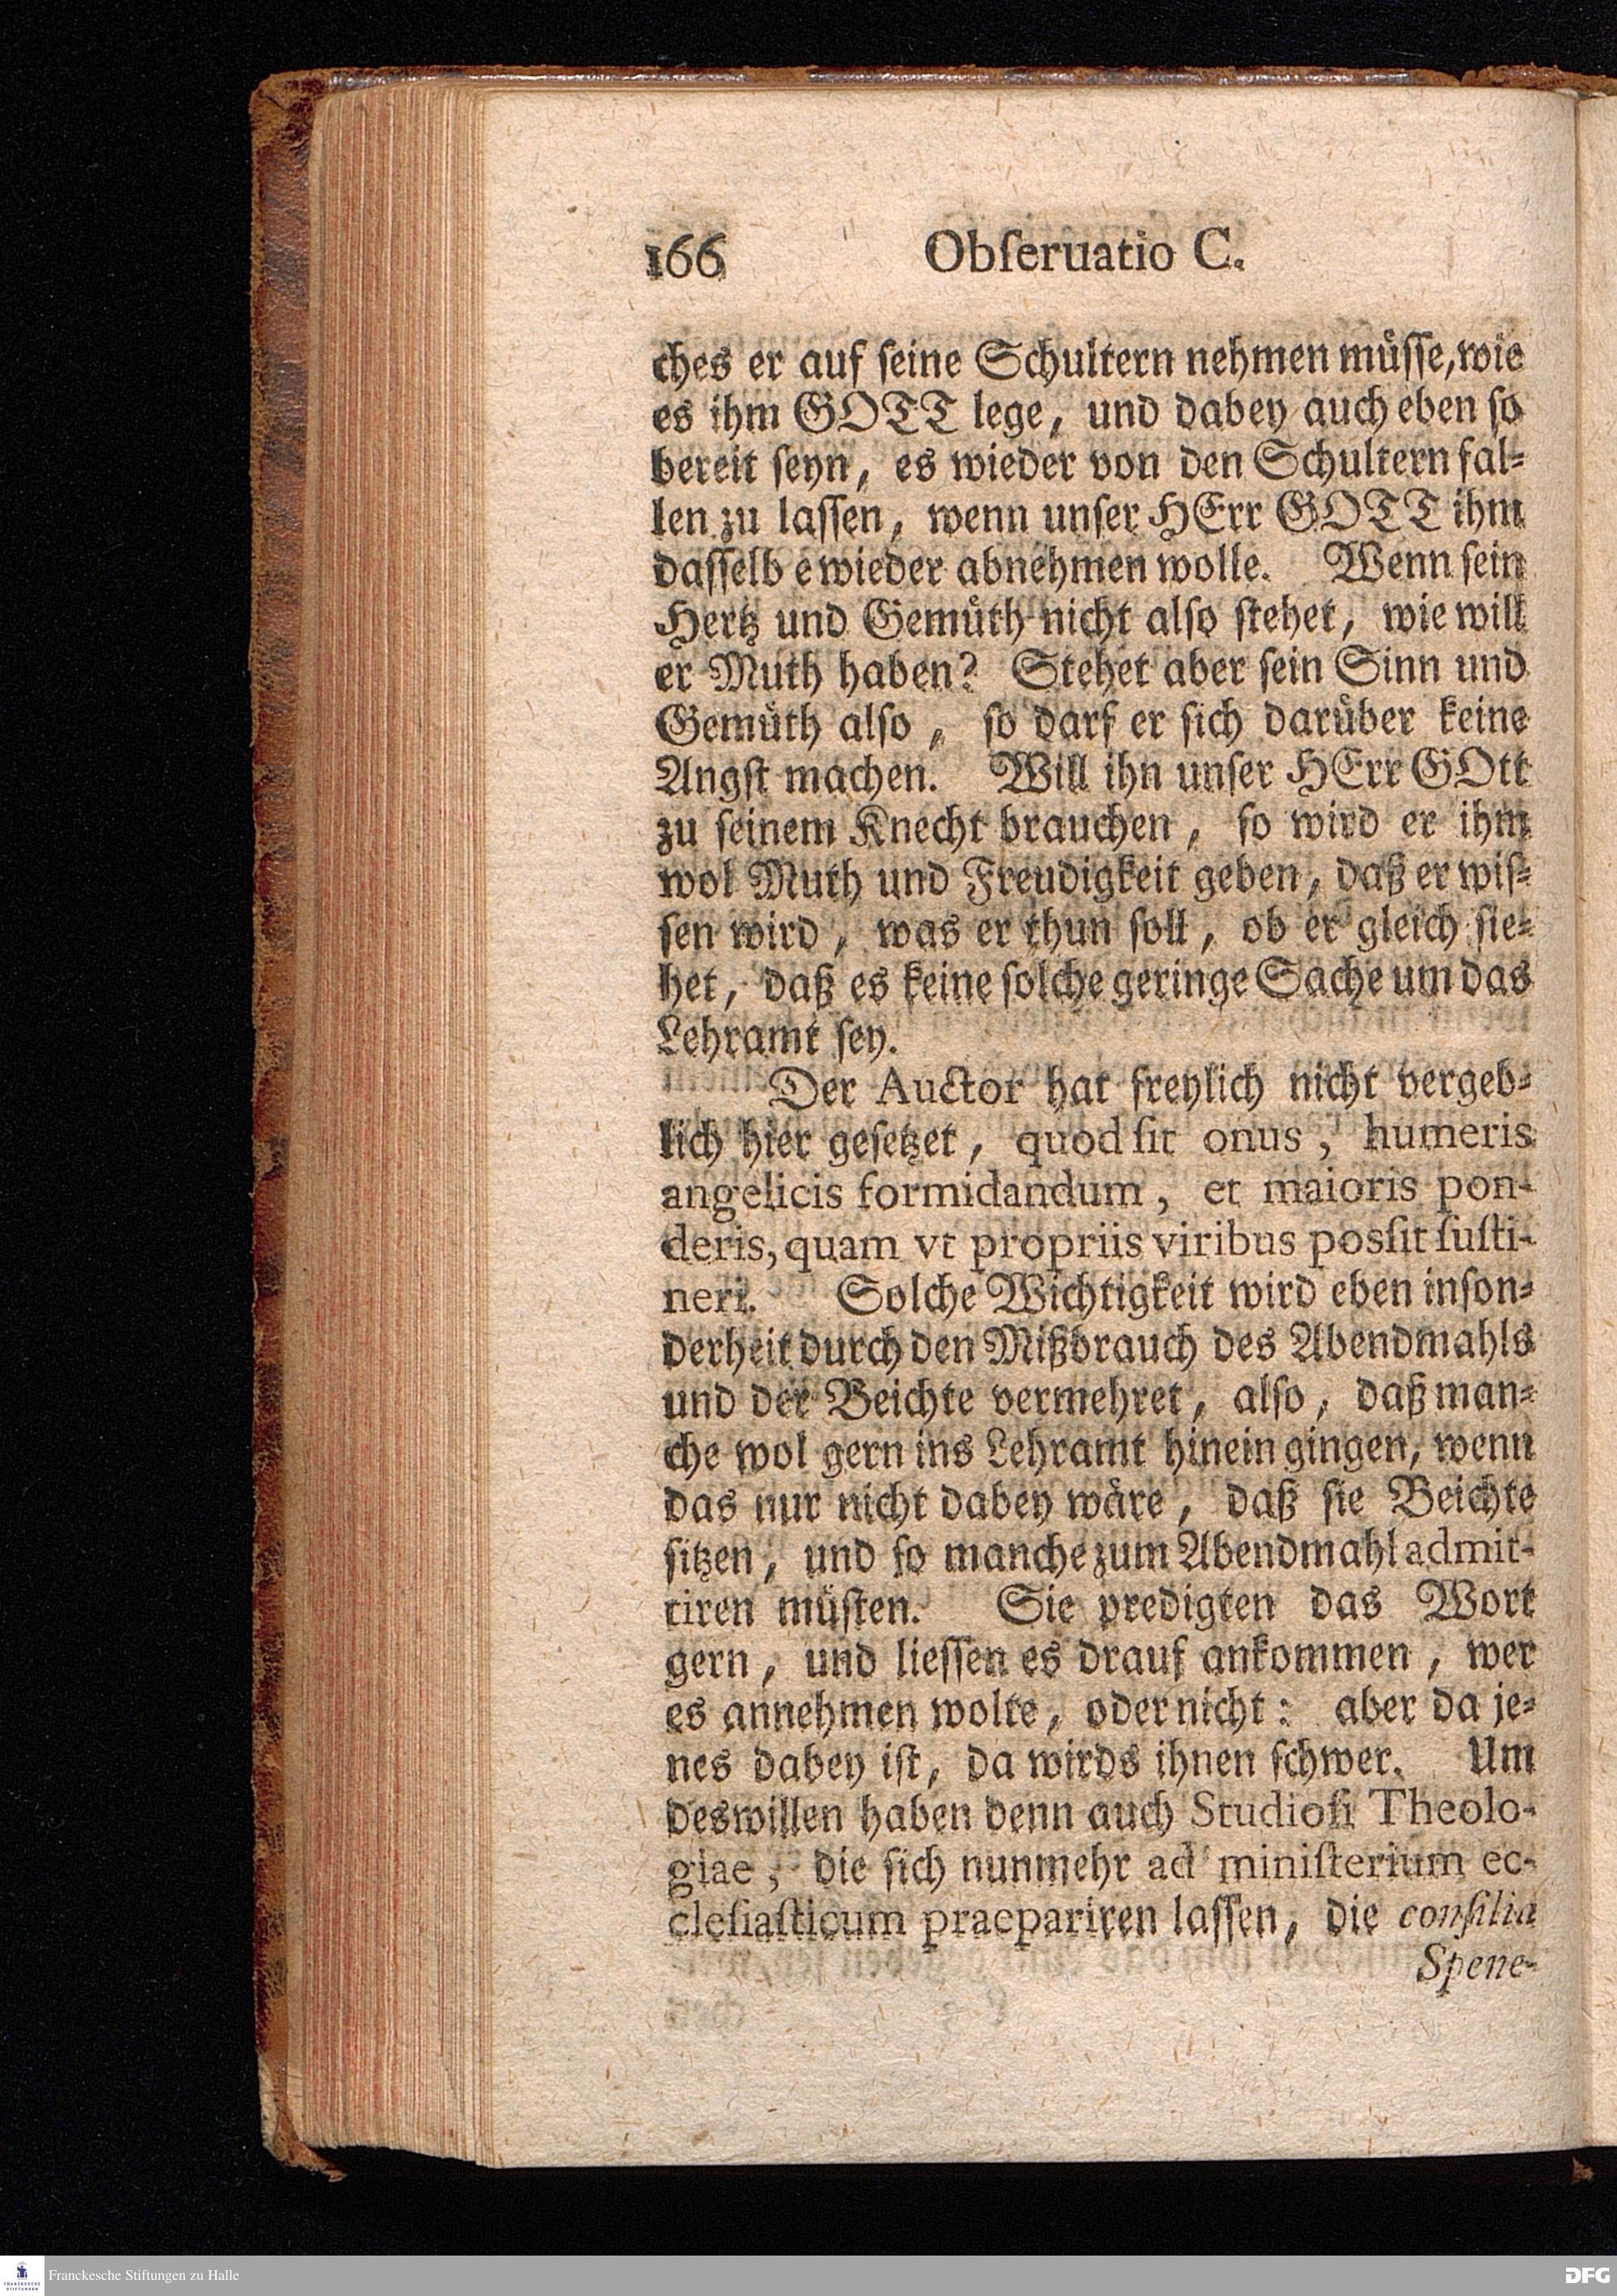 166 Obſeruatio C.
ches er auf ſeine Schultern nehmen müſſe, wie
es ihm GOTT lege, und dabey auch eben ſo
bereit ſeyn, es wieder von den Schultern fal-
len zu laſſen, wenn unſer HErr GOTT ihm
daſſelb e wieder abnehmen wolle. Wenn ſein
Hertz und Gemüth nicht alſo ſtehet, wie will
er Muth haben? Stehet aber ſein Sinn und
Gemüth alſo, ſo darf er ſich darüber keine
Angſt machen. Will ihn unſer HErr GOtt
zu ſeinem Knecht brauchen, ſo wird er ihm
wol Muth und Freudigkeit geben, daß er wiſ-
ſen wird, was er thun ſoll, ob er gleich ſie-
het, daß es keine ſolche geringe Sache um das
Lehramt ſey.
Der Auctor hat freylich nicht vergeb-
lich hier geſetzet, quod ſit onus, humeris
angelicis formidandum, et maioris pon-
deris, quam vt propriis viribus posſit ſuſti-
neri. Solche Wichtigkeit wird eben inſon-
derheit durch den Mißbrauch des Abendmahls
und der Beichte vermehret, alſo, daß man-
che wol gern ins Lehramt hinein gingen, wenn
das nur nicht dabey wäre, daß ſie Beichte
ſitzen, und ſo manche zum Abendmahl admit-
tiren müſten. Sie predigten das Wort
gern, und lieſſen es drauf ankommen, wer
es annehmen wolte, oder nicht: aber da je-
nes dabey iſt, da wirds ihnen ſchwer. Um
deswillen haben denn auch Studioſi Theolo-
giae, die ſich nunmehr ad miniſterium ec-
cleſiaſticum praepariren laſſen, die conſilia
Spene-
Franckesche Stiftungen zu Halle
DFG